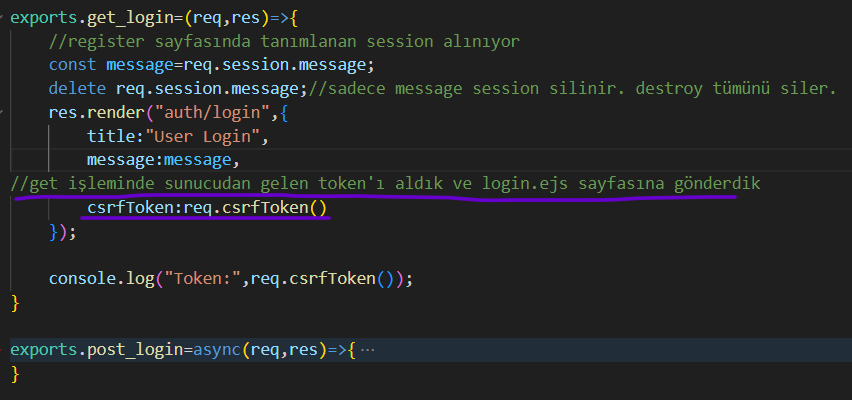 exports.get_login=(req,res)=>{
//register sayfasında tanımlanan session alınıyor
const message=req.session.message;
delete req.session.message;//sadece message session silinir. destroy tümünü siler.
res.render("auth/login",{
title:"User Login",
message:message,
//get işleminde sunucudan gelen token'ı aldık ve login.ejs sayfasına gönderdik
csrfToken:req.csrfToken()
});
console.log("Token:",req.csrfToken());
}
exports.post_login=async(req,res)=>{ ···
}